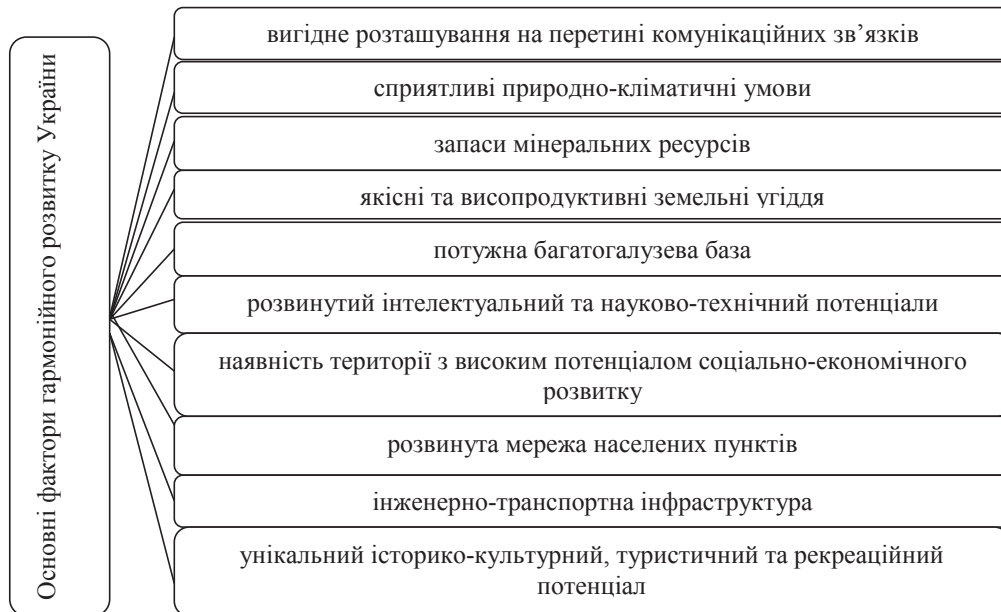 Основні фактори гармонійного розвитку України
вигідне розташування на перетині комунікаційних зв’язків
сприятливі природно-кліматичні умови
запаси мінеральних ресурсів
якісні та висопродуктивні земельні угіддя
потужна багатогалузева база
розвинутий інтелектуальний та науково-технічний потенціали
наявність території з високим потенціалом соціально-економічного
розвитку
розвинута мережа населених пунктів
інженерно-транспортна інфраструктура
унікальний історико-культурний, туристичний та рекреаційний
потенціал